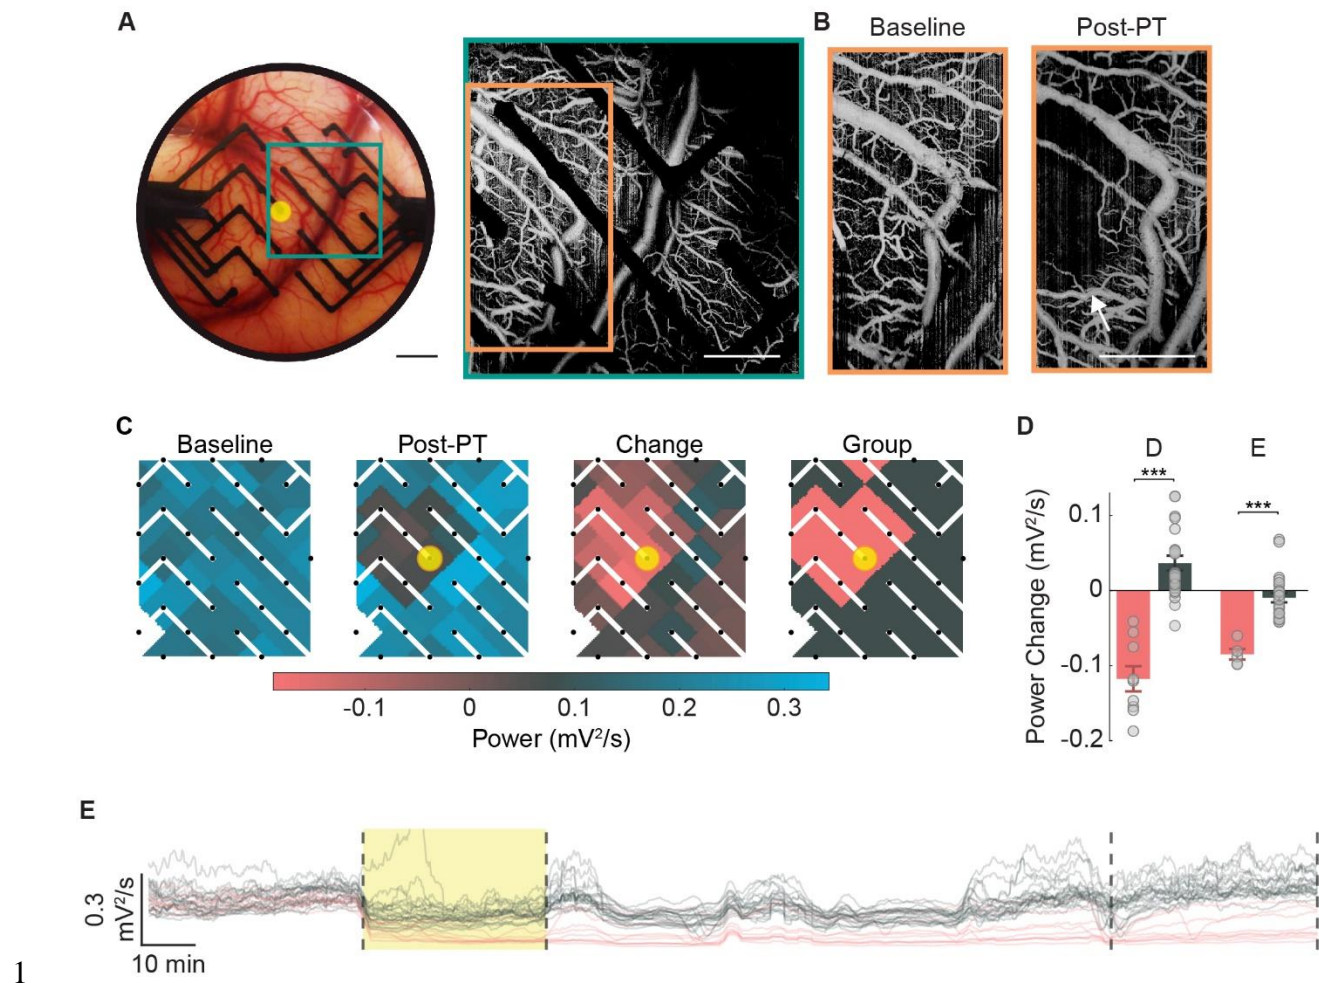 A
B
Baseline
Post-PT
C
Baseline
Post-PT
Change
Group
-0.1
0
0.1
0.2
0.3
Power (mV²/s)
D
D
E
***
***
0.1
0
-0.1
-0.2
Power Change (mV²/s)
E
0.3
mV²/s
10 min
1